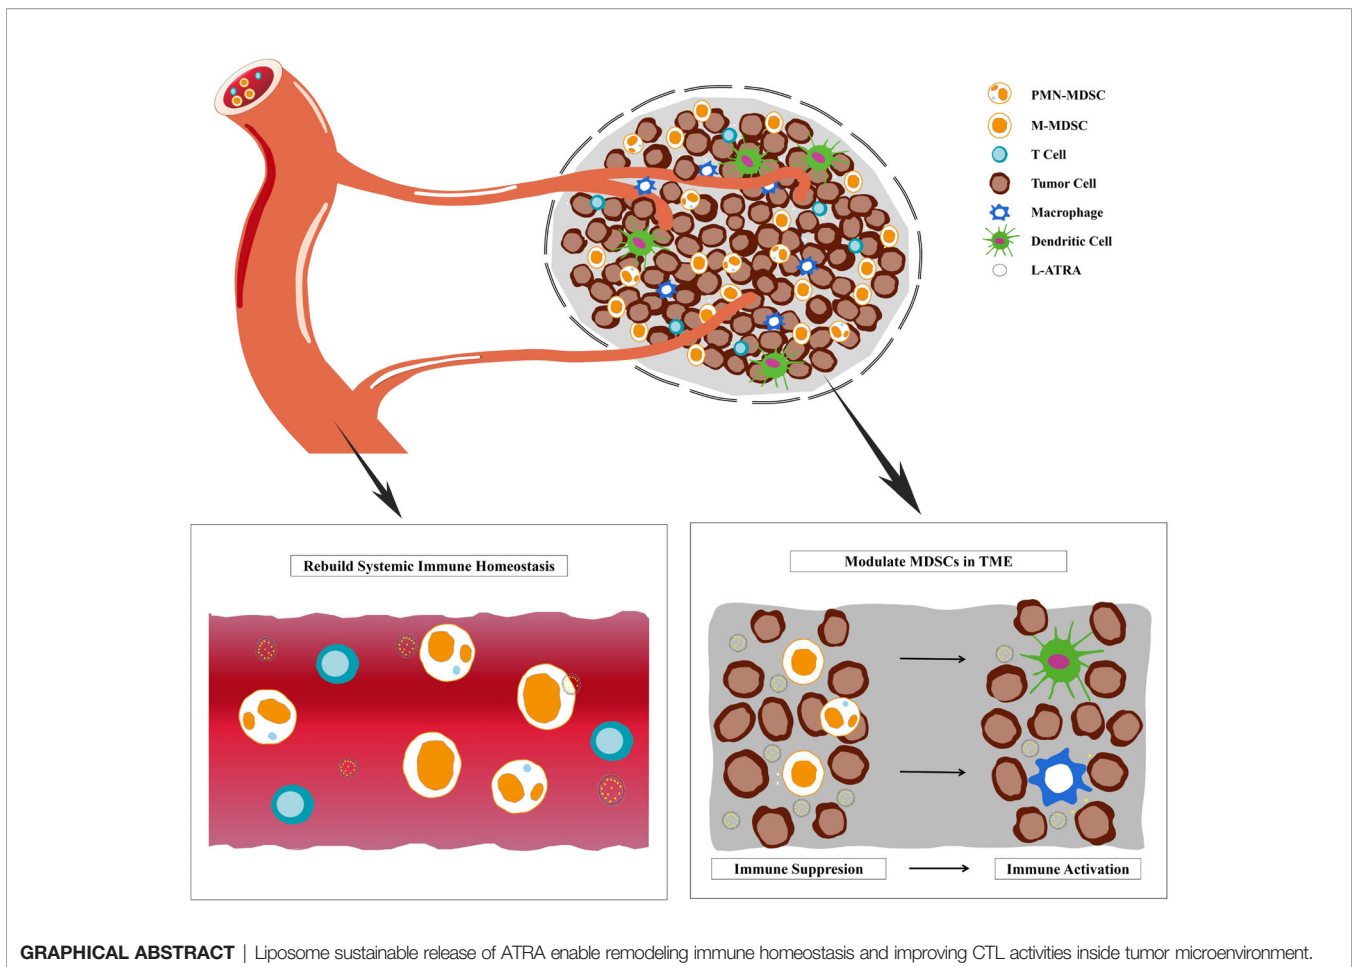 PMN-MDSC
M-MDSC
T Cell
Tumor Cell
Macrophage
Dendritic Cell
L-ATRA
Rebuild Systemic Immune Homeostasis
Modulate MDSCs in TME
Immune Suppresion
Immune Activation
GRAPHICAL ABSTRACT | Liposome sustainable release of ATRA enable remodeling immune homeostasis and improving CTL activities inside tumor microenvironment.